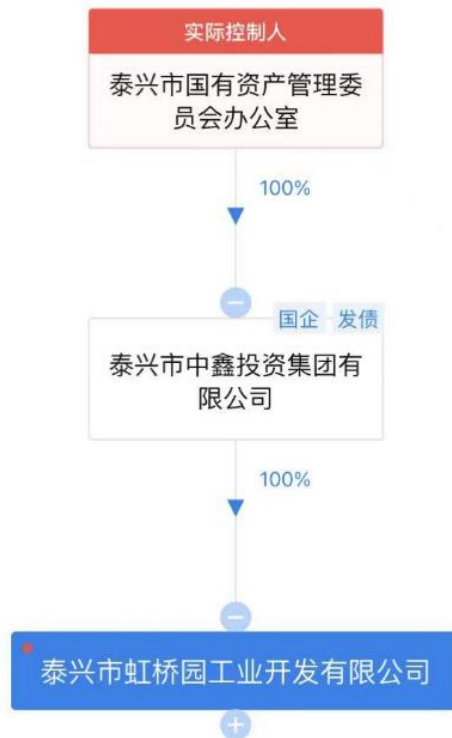 实际控制人
泰兴市国有资产管理委
员会办公室
100%
国企 发债
泰兴市中鑫投资集团有
限公司
100%
泰兴市虹桥园工业开发有限公司